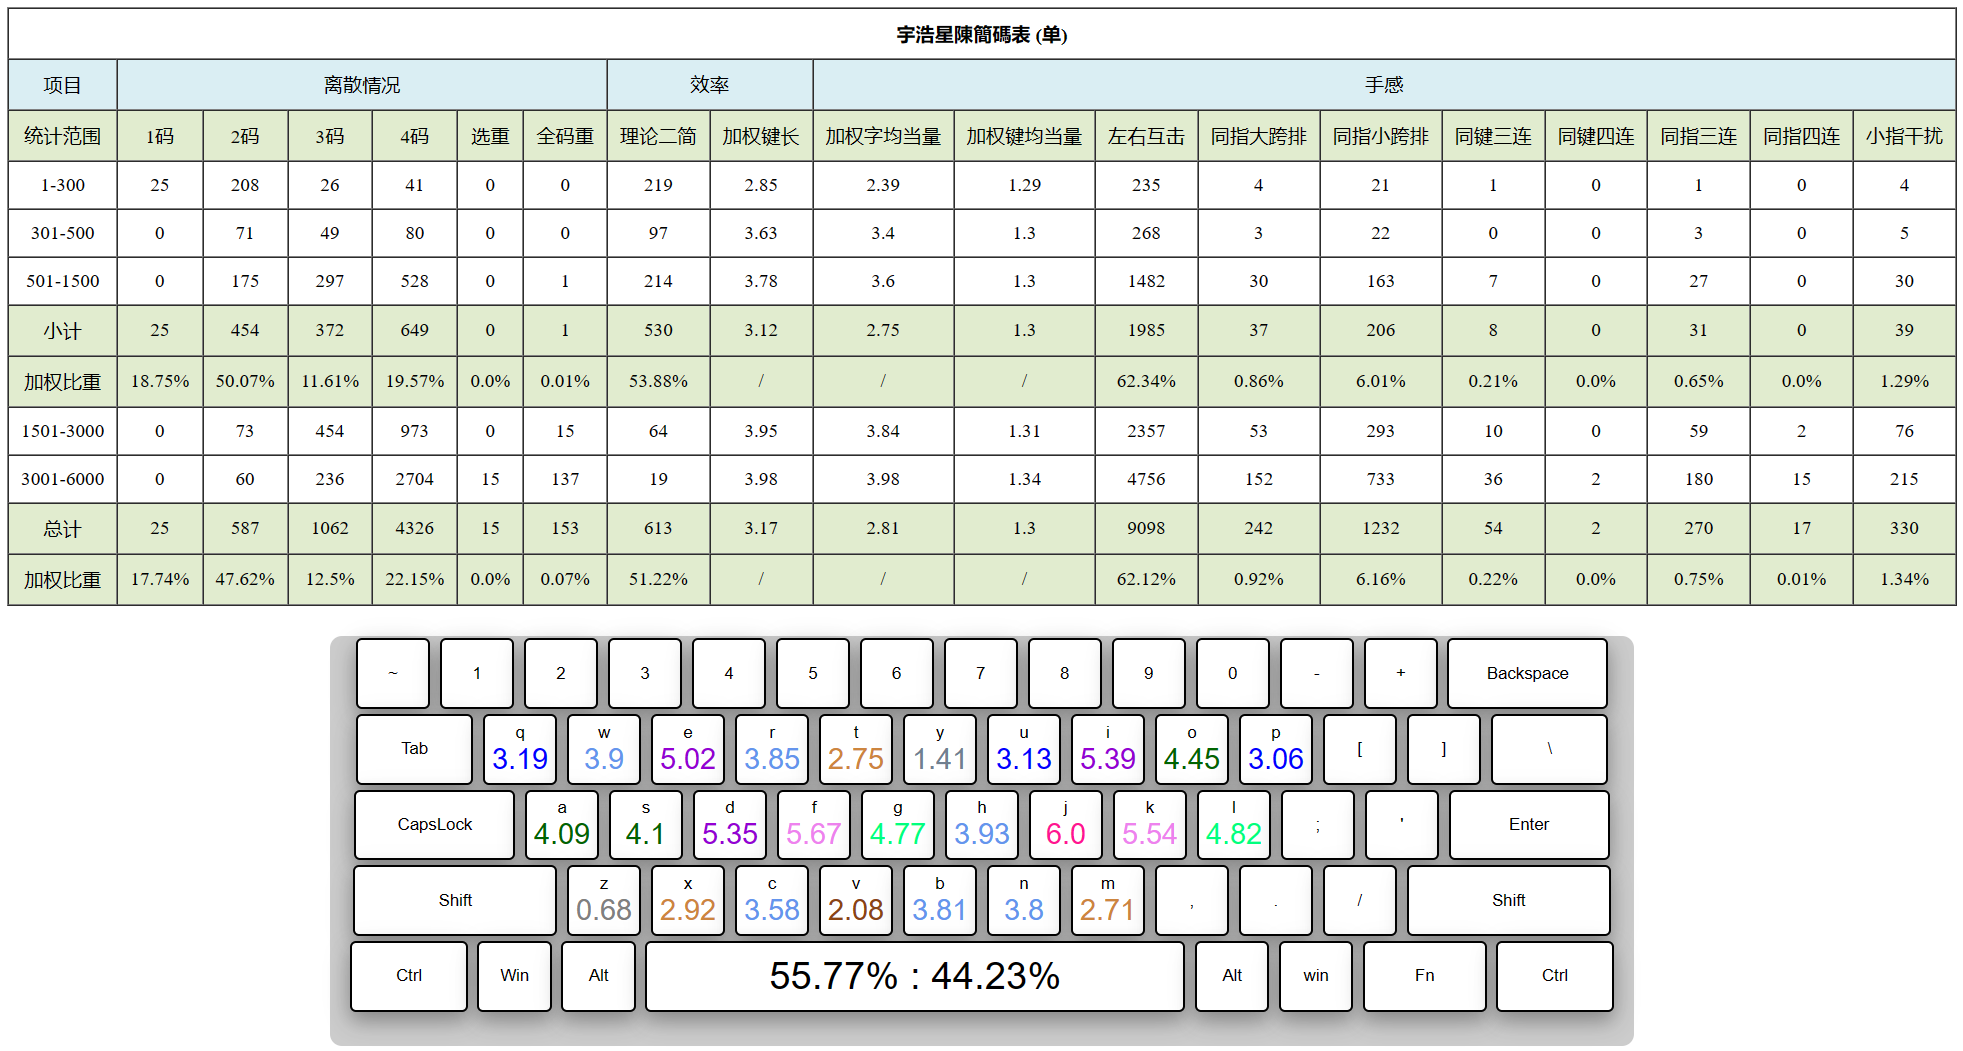 宇浩星陳簡碼表 (单)
项目 离散情况 效率 手感
统计范围 1码 2码 3码 4码 选重 全码重 理论二简 加权键长 加权字均当量 加权键均当量 左右互击 同指大跨排 同指小跨排 同键三连 同键四连 同指三连 同指四连 小指干扰
1-300 25 208 26 41 0 0 219 2.85 2.39 1.29 235 4 21 1 0 1 0 4
301-500 0 71 49 80 0 0 97 3.63 3.4 1.3 268 3 22 0 0 3 0 5
501-1500 0 175 297 528 0 1 214 3.78 3.6 1.3 1482 30 163 7 0 27 0 30
小计 25 454 372 649 0 1 530 3.12 2.75 1.3 1985 37 206 8 0 31 0 39
加权比重 18.75% 50.07% 11.61% 19.57% 0.0% 0.01% 53.88% / / / 62.34% 0.86% 6.01% 0.21% 0.0% 0.65% 0.0% 1.29%
1501-3000 0 73 454 973 0 15 64 3.95 3.84 1.31 2357 53 293 10 0 59 2 76
3001-6000 0 60 236 2704 15 137 19 3.98 3.98 1.34 4756 152 733 36 2 180 15 215
总计 25 587 1062 4326 15 153 613 3.17 2.81 1.3 9098 242 1232 54 2 270 17 330
加权比重 17.74% 47.62% 12.5% 22.15% 0.0% 0.07% 51.22% / / / 62.12% 0.92% 6.16% 0.22% 0.0% 0.75% 0.01% 1.34%
~ 1 2 3 4 5 6 7 8 9 0 - + Backspace
q w e r t y u i o p
Tab 3.19 3.9 5.02 3.85 2.75 1.41 3.13 5.39 4.45 3.06 [ ] \
a s d f g h j k l
CapsLock 4.09 4.1 5.35 5.67 4.77 3.93 6.0 5.54 4.82 ; ' Enter
z x c v b n m
Shift 0.68 2.92 3.58 2.08 3.81 3.8 2.71 , . / Shift
Ctrl Win Alt 55.77% : 44.23% Alt win Fn Ctrl